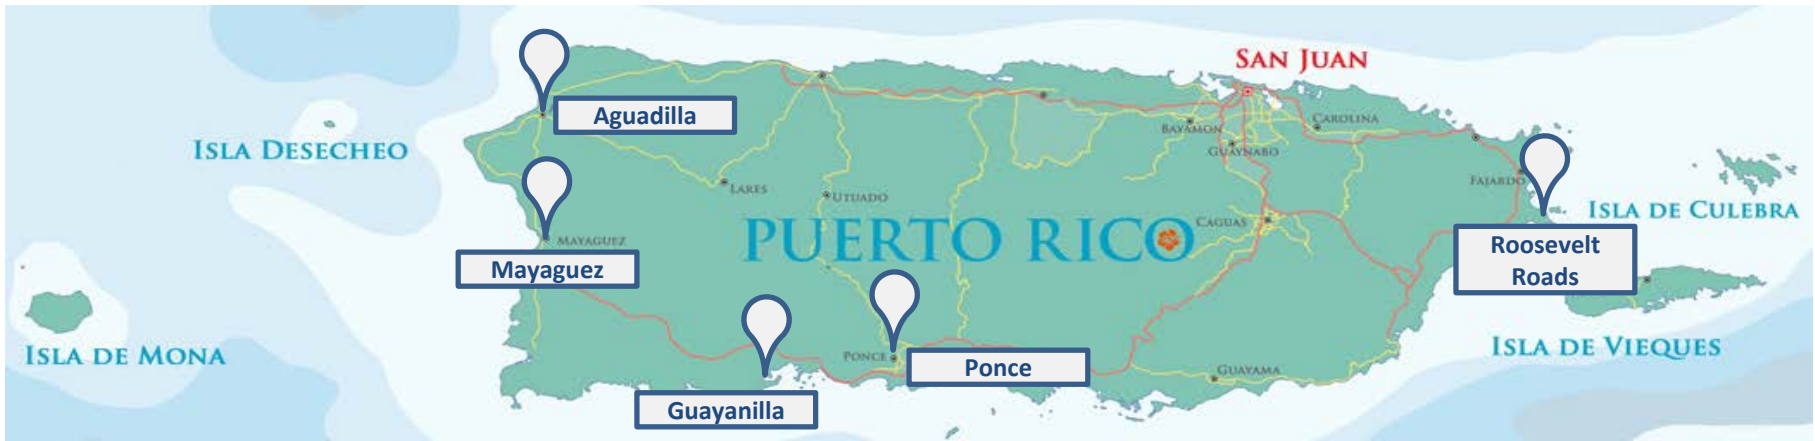 SAN JUAN
Aguadilla
CAROLINA
BAYAMON
ISLA DESECHEO
GUAYNABO
FAJARDO
LARES
UTUADO
ISLA DE CULEBRA
CAGUAS
PUERTO RICO
MAYAGUEZ
Roosevelt
Roads
Mayaguez
ISLA DE MONA
ISLA DE VIEQUES
PONCE
Ponce
GUAYAMA
Guayanilla